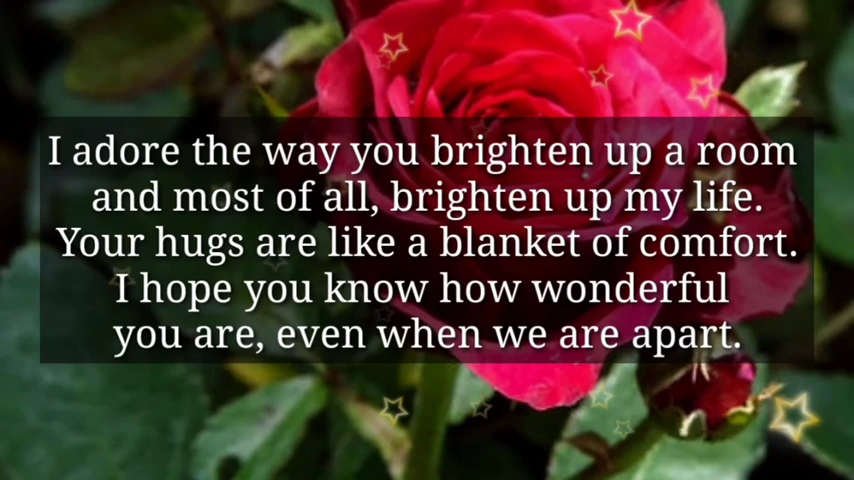 I adore the way you brighten up a room
and most of all, brighten up my life.
Your hugs are like a blanket of comfort.
I hope you know how wonderful
you are, even when we are apart.